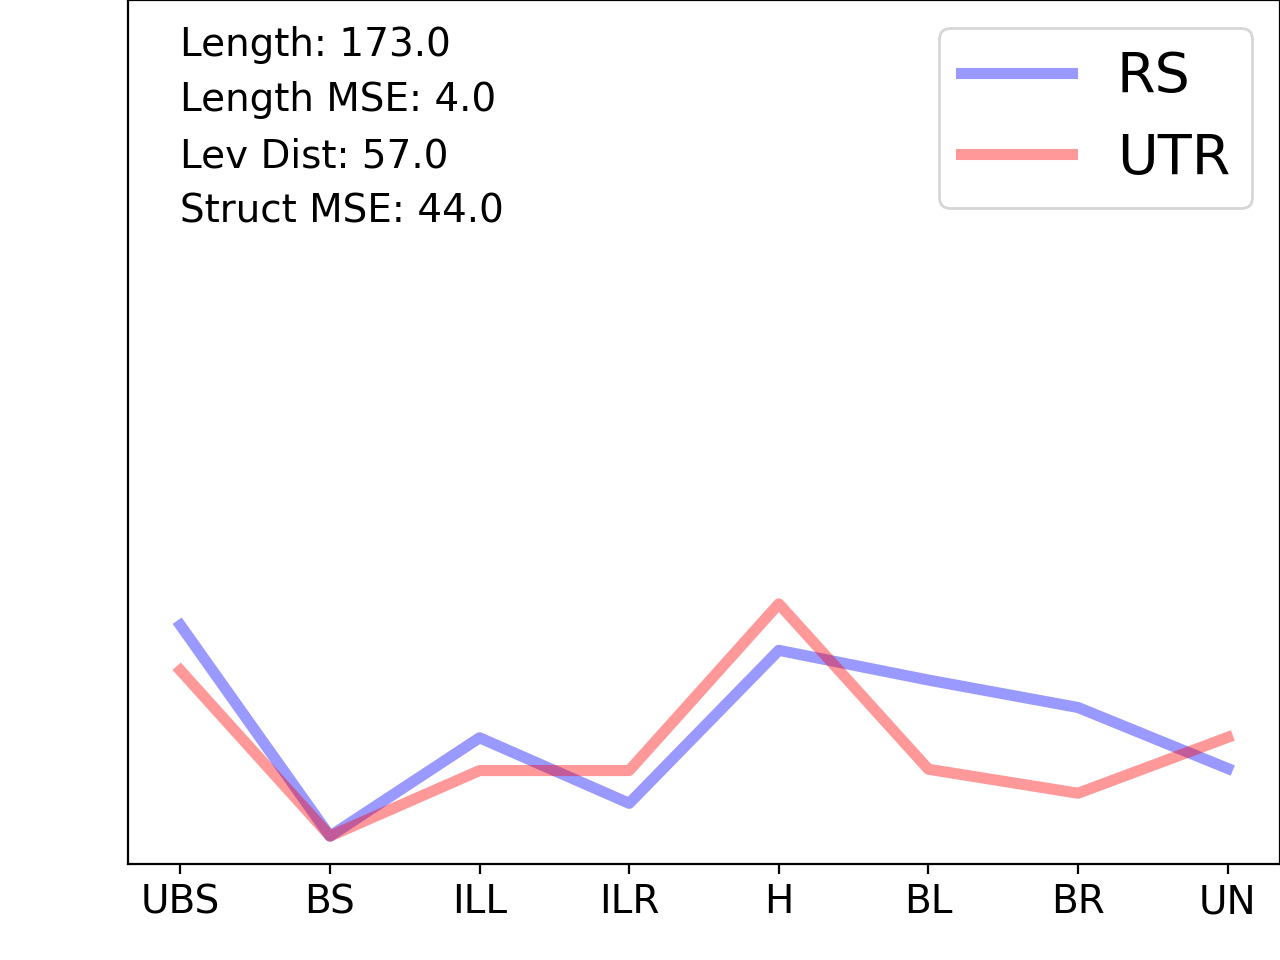 Length: 173.0
Length MSE: 4.0
Lev Dist: 57.0
Struct MSE: 44.0
RS
UTR
UBS BS ILL ILR H BL BR UN